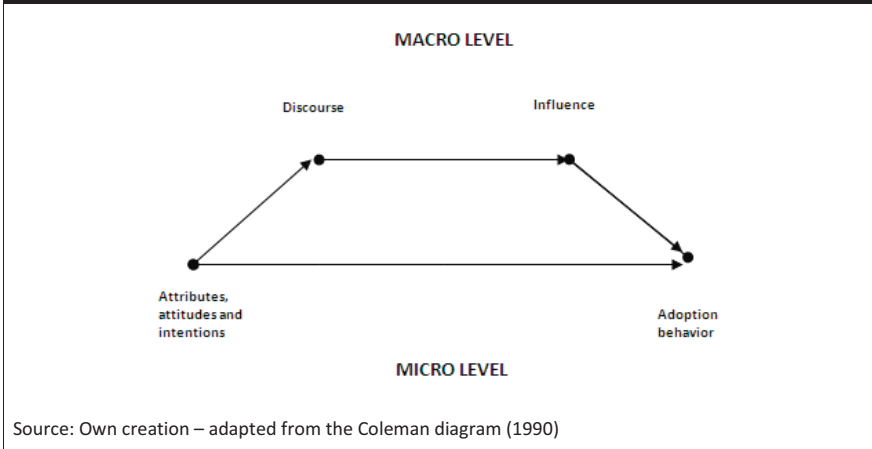 MACRO LEVEL
Discourse
Influence
Attributes,
attitudes and
intentions
Adoption
behavior
MICRO LEVEL
Source: Own creation – adapted from the Coleman diagram (1990)